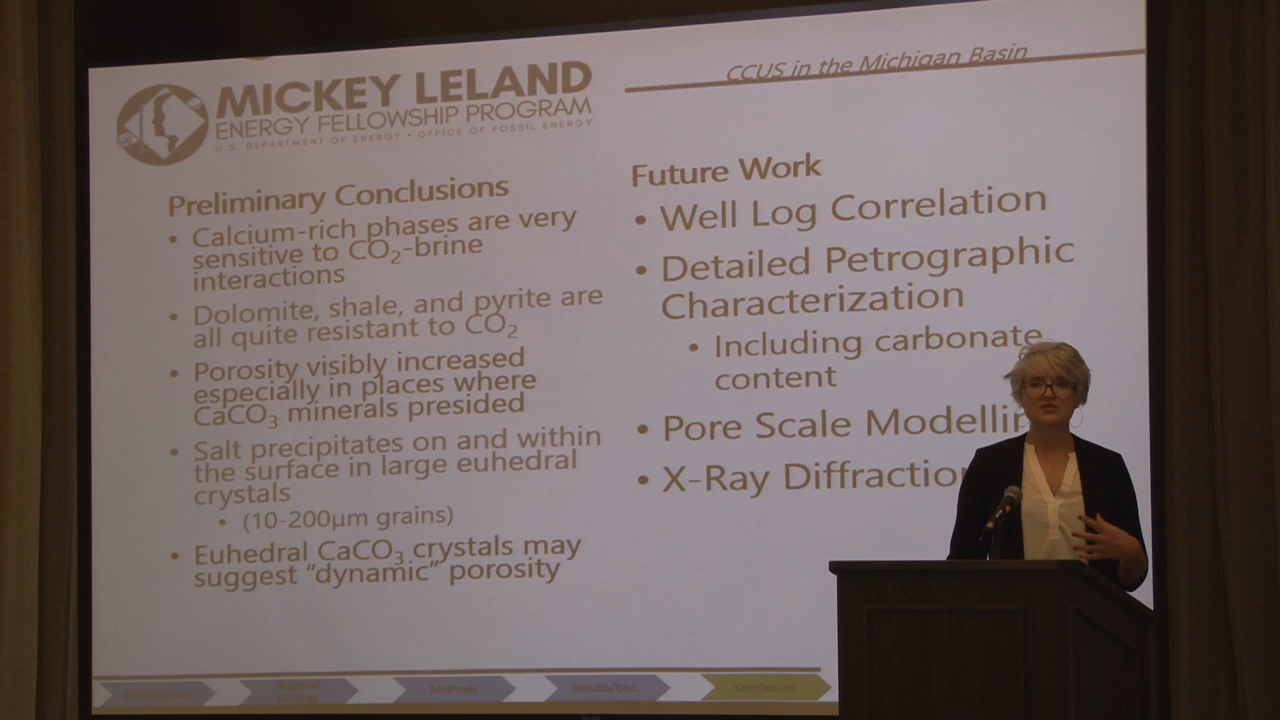 MICKEY LELAND
ENERGY FELLOWSHIP PROGRAM
U.S. DEPARTMENT OF ENERGY • OFFICE OF FOSSIL ENERGY
CCUS in the Michigan Basin
Preliminary Conclusions
• Calcium-rich phases are very
sensitive to CO₂-brine
interactions
• Dolomite, shale, and pyrite are
all quite resistant to CO₂
• Porosity visibly increased
especially in places where
CaCO₃ minerals presided
• Salt precipitates on and within
the surface in large euhedral
crystals
• (10-200µm grains)
• Euhedral CaCO₃ crystals may
suggest “dynamic” porosity
Future Work
• Well Log Correlation
• Detailed Petrographic
Characterization
• Including carbonate
content
• Pore Scale Modellin
• X-Ray Diffraction
Introduction
Regional
Geology
Methods
Results/Disc.
Conclusion